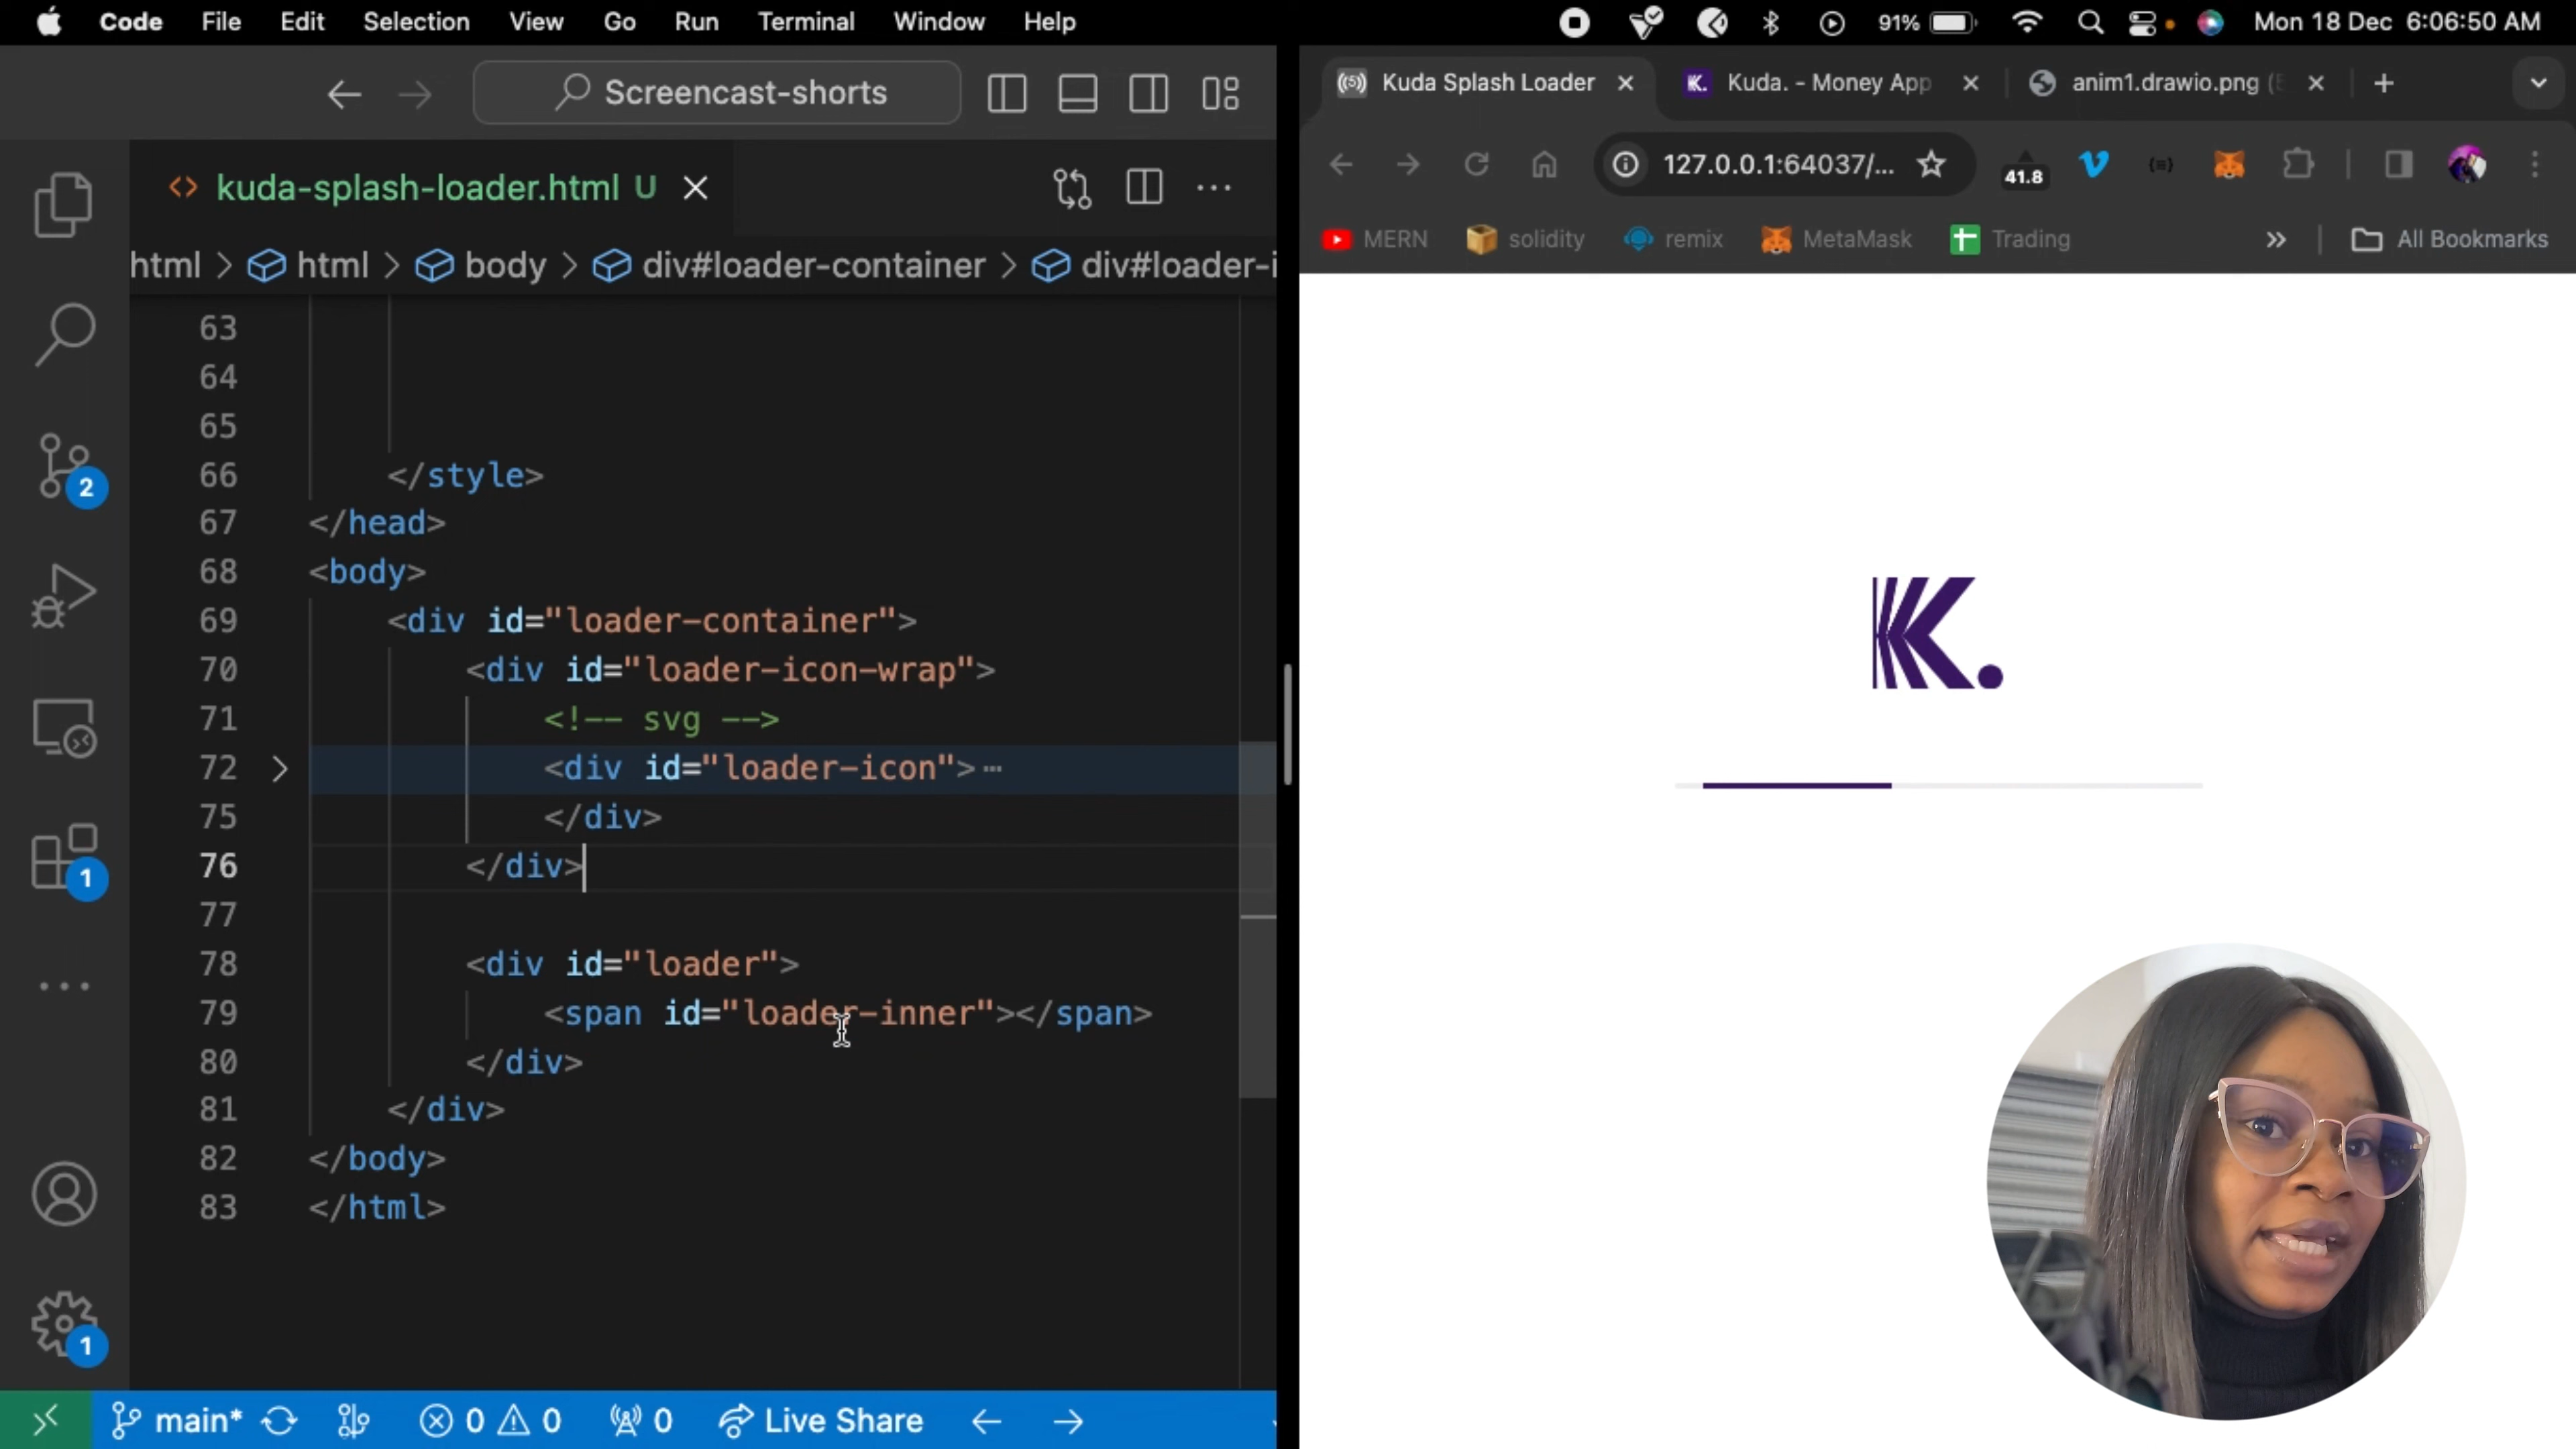 Code File Edit Selection View Go Run Terminal Window Help
91% Mon 18 Dec 6:06:50 AM
Screencast-shorts
kuda-splash-loader.html U
html > html > body > div#loader-container > div#loader-i
63
64
65
66 </style>
67 </head>
68 <body>
69 <div id="loader-container">
70 <div id="loader-icon-wrap">
71 <!-- svg -->
72 <div id="loader-icon">…
75 </div>
76 </div>
77
78 <div id="loader">
79 <span id="loader-inner"></span>
80 </div>
81 </div>
82 </body>
83 </html>
2
1
1
main* 0 0 0 Live Share
Kuda Splash Loader
Kuda. - Money App
anim1.drawio.png
127.0.0.1:64037/...
41.8
MERN solidity remix MetaMask Trading » All Bookmarks
K.